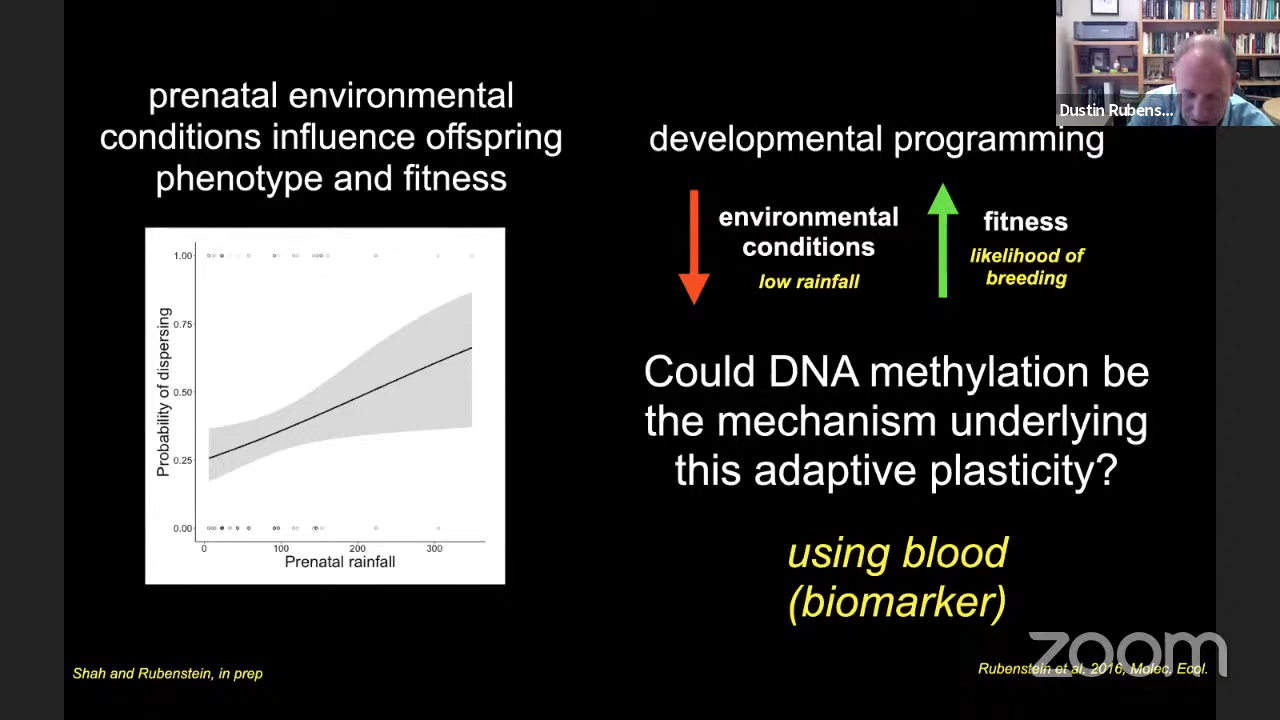 prenatal environmental
conditions influence offspring
phenotype and fitness
1.00
0.75
0.50
0.25
0.00
Probability of dispersing
0
100
200
300
Prenatal rainfall
Shah and Rubenstein, in prep
Dustin Rubens...
developmental programming
environmental
conditions
low rainfall
fitness
likelihood of
breeding
Could DNA methylation be
the mechanism underlying
this adaptive plasticity?
using blood
(biomarker)
Rubenstein et al. 2016, Molec. Ecol.
zoom